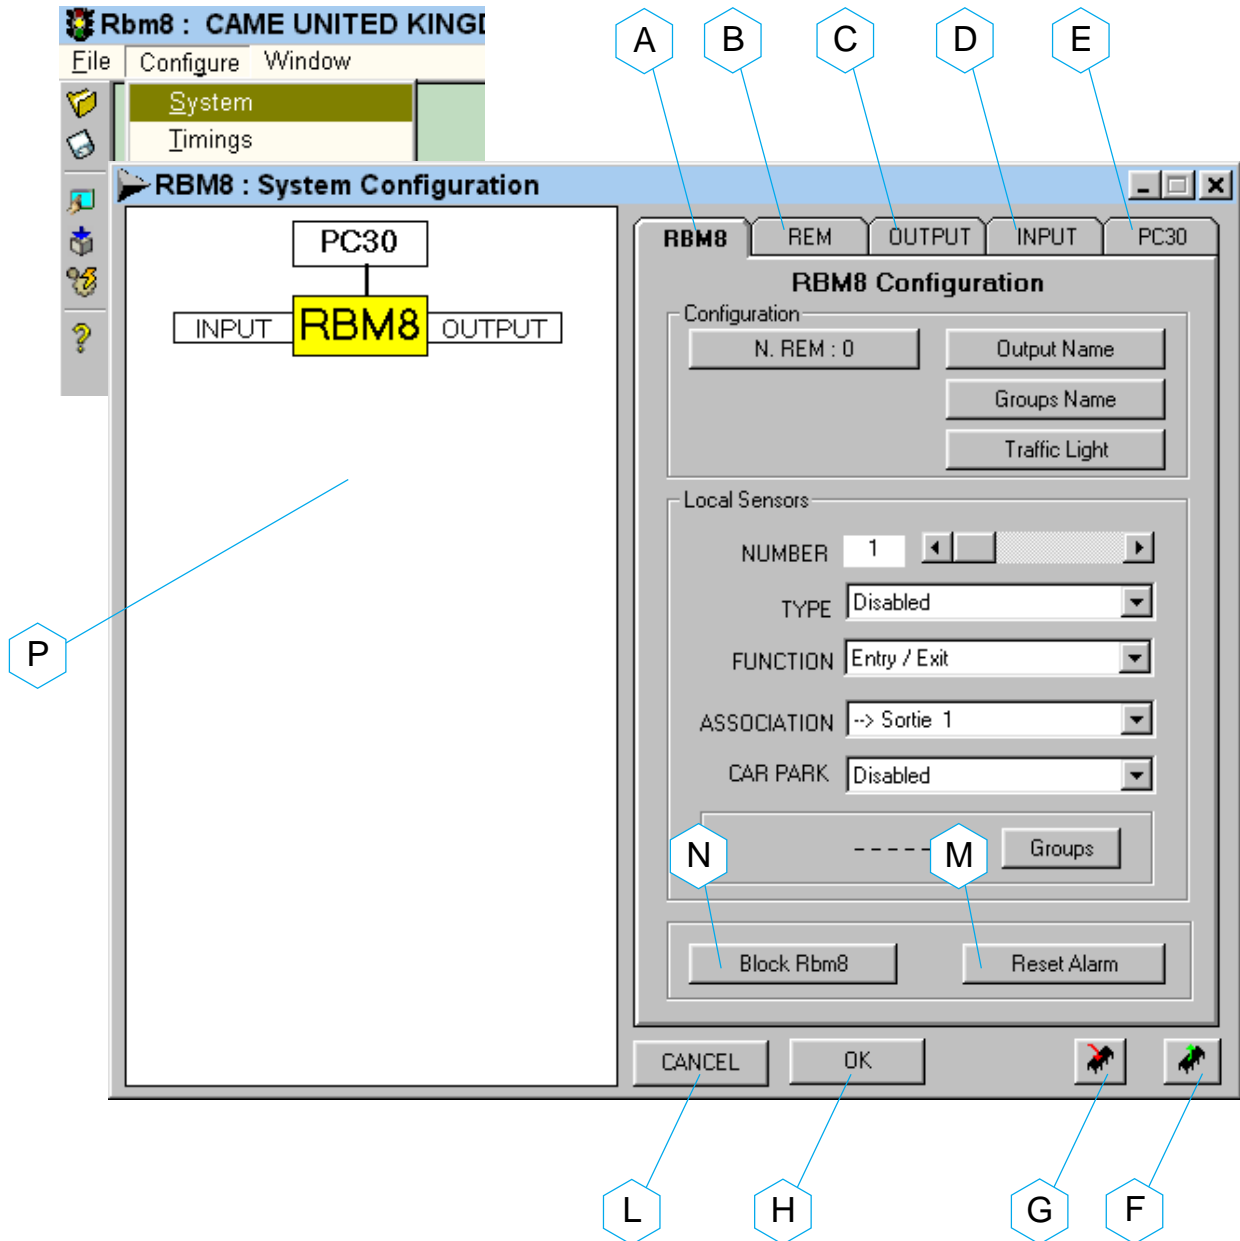 Rbm8 : CAME UNITED KING
File Configure Window
System
Timings
A B C D E
RBM8 : System Configuration
PC30
INPUT RBM8 OUTPUT
RBM8 REM OUTPUT INPUT PC30
RBM8 Configuration
Configuration
N. REM : 0 Output Name
Groups Name
Traffic Light
Local Sensors
NUMBER 1
TYPE Disabled
FUNCTION Entry / Exit
ASSOCIATION --> Sortie 1
CAR PARK Disabled
P
N ----- M Groups
Block Rbm8 Reset Alarm
CANCEL OK
L H G F